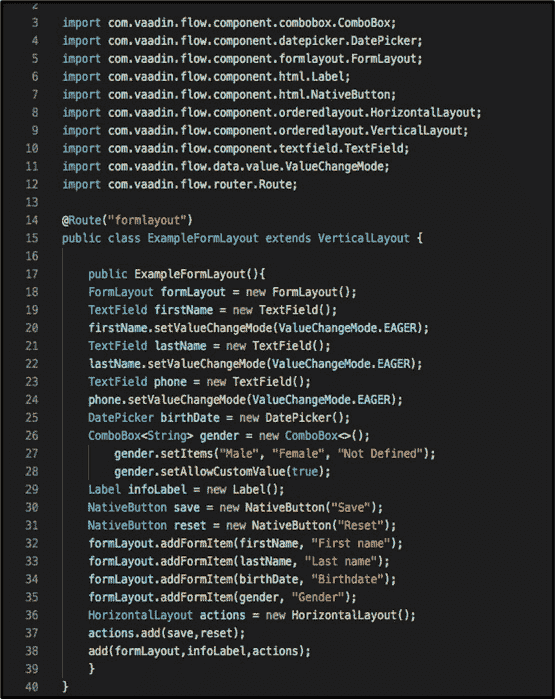 2
3 import com.vaadin.flow.component.combobox.ComboBox;
4 import com.vaadin.flow.component.datepicker.DatePicker;
5 import com.vaadin.flow.component.formlayout.FormLayout;
6 import com.vaadin.flow.component.html.Label;
7 import com.vaadin.flow.component.html.NativeButton;
8 import com.vaadin.flow.component.orderedlayout.HorizontalLayout;
9 import com.vaadin.flow.component.orderedlayout.VerticalLayout;
10 import com.vaadin.flow.component.textfield.TextField;
11 import com.vaadin.flow.data.value.ValueChangeMode;
12 import com.vaadin.flow.router.Route;
13
14 @Route("formlayout")
15 public class ExampleFormLayout extends VerticalLayout {
16
17 public ExampleFormLayout(){
18 FormLayout formLayout = new FormLayout();
19 TextField firstName = new TextField();
20 firstName.setValueChangeMode(ValueChangeMode.EAGER);
21 TextField lastName = new TextField();
22 lastName.setValueChangeMode(ValueChangeMode.EAGER);
23 TextField phone = new TextField();
24 phone.setValueChangeMode(ValueChangeMode.EAGER);
25 DatePicker birthDate = new DatePicker();
26 ComboBox<String> gender = new ComboBox<>();
27 gender.setItems("Male", "Female", "Not Defined");
28 gender.setAllowCustomValue(true);
29 Label infoLabel = new Label();
30 NativeButton save = new NativeButton("Save");
31 NativeButton reset = new NativeButton("Reset");
32 formLayout.addFormItem(firstName, "First name");
33 formLayout.addFormItem(lastName, "Last name");
34 formLayout.addFormItem(birthDate, "Birthdate");
35 formLayout.addFormItem(gender, "Gender");
36 HorizontalLayout actions = new HorizontalLayout();
37 actions.add(save,reset);
38 add(formLayout,infoLabel,actions);
39 }
40 }